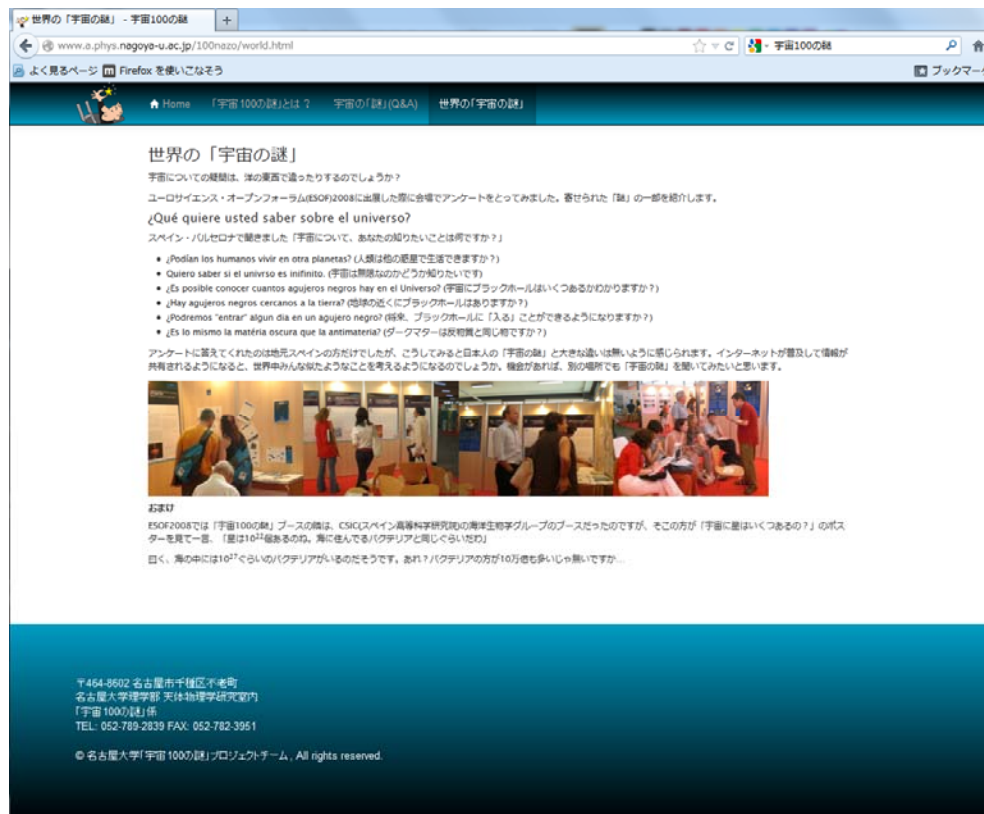 世界の「宇宙の謎」 - 宇宙100の謎
+
www.a.phys.nagoya-u.ac.jp/100nazo/world.html
宇宙100の謎
よく見るページ Firefox を使いこなそう
ブックマーク
Home 「宇宙100の謎」とは？ 宇宙の「謎」(Q&A) 世界の「宇宙の謎」
世界の「宇宙の謎」
宇宙についての疑問は、洋の東西で違ったりするのでしょうか？
ユーロサイエンス・オープンフォーラム(ESOF)2008に出展した際に会場でアンケートをとってみました。寄せられた「謎」の一部を紹介します。
¿Qué quiere usted saber sobre el universo?
スペイン・バルセロナで聞きました「宇宙について、あなたの知りたいことは何ですか？」
• ¿Podían los humanos vivir en otra planetas? (人類は他の惑星で生活できますか？)
• Quiero saber si el univrso es inifinito. (宇宙は無限なのかどうか知りたいです)
• ¿Es posible conocer cuantos agujeros negros hay en el Universo? (宇宙にブラックホールはいくつあるかわかりますか？)
• ¿Hay agujeros negros cercanos a la tierra? (地球の近くにブラックホールはありますか？)
• ¿Podremos "entrar" algun dia en un agujero negro? (将来、ブラックホールに「入る」ことができるようになりますか？)
• ¿Es lo mismo la matéria oscura que la antimateria? (ダークマターは反物質と同じ物ですか？)
アンケートに答えてくれたのは地元スペインの方だけでしたが、こうしてみると日本人の「宇宙の謎」と大きな違いは無いように感じられます。インターネットが普及して情報が
共有されるようになると、世界中みんな似たようなことを考えるようになるのでしょうか。機会があれば、別の場所でも「宇宙の謎」を聞いてみたいと思います。
おまけ
ESOF2008では「宇宙100の謎」ブースの隣は、CSIC(スペイン高等科学研究院)の海洋生物学グループのブースだったのですが、そこの方が「宇宙に星はいくつあるの？」のポス
ターを見て一言、「星は10²²個あるのね。海に住んでるバクテリアと同じぐらいだわ」
曰く、海の中には10²⁷ぐらいのバクテリアがいるのだそうです。あれ？バクテリアの方が10万倍も多いじゃ無いですか…
〒464-8602 名古屋市千種区不老町
名古屋大学理学部 天体物理学研究室内
「宇宙100の謎」係
TEL: 052-789-2839 FAX: 052-782-3951
© 名古屋大学「宇宙100の謎」プロジェクトチーム, All rights reserved.